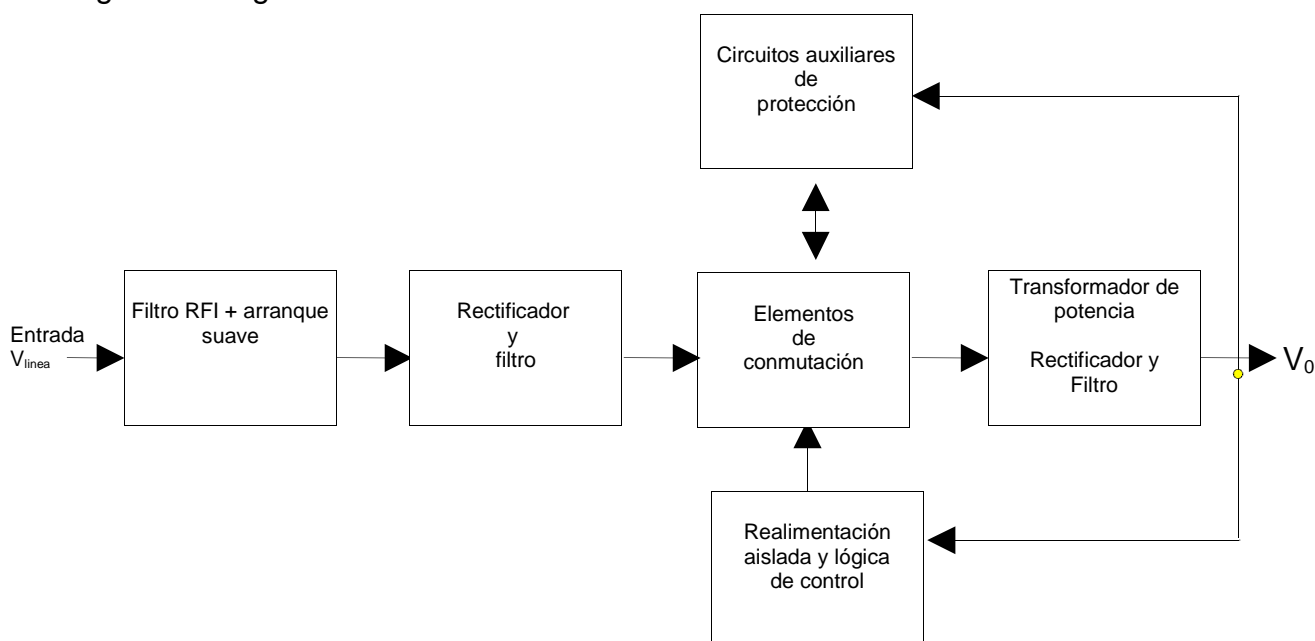 Circuitos auxiliares
de
protección
Entrada
Vlinea
Filtro RFI + arranque
suave
Rectificador
y
filtro
Elementos
de
conmutación
Transformador de
potencia
Rectificador y
Filtro
V0
Realimentación
aislada y lógica
de control